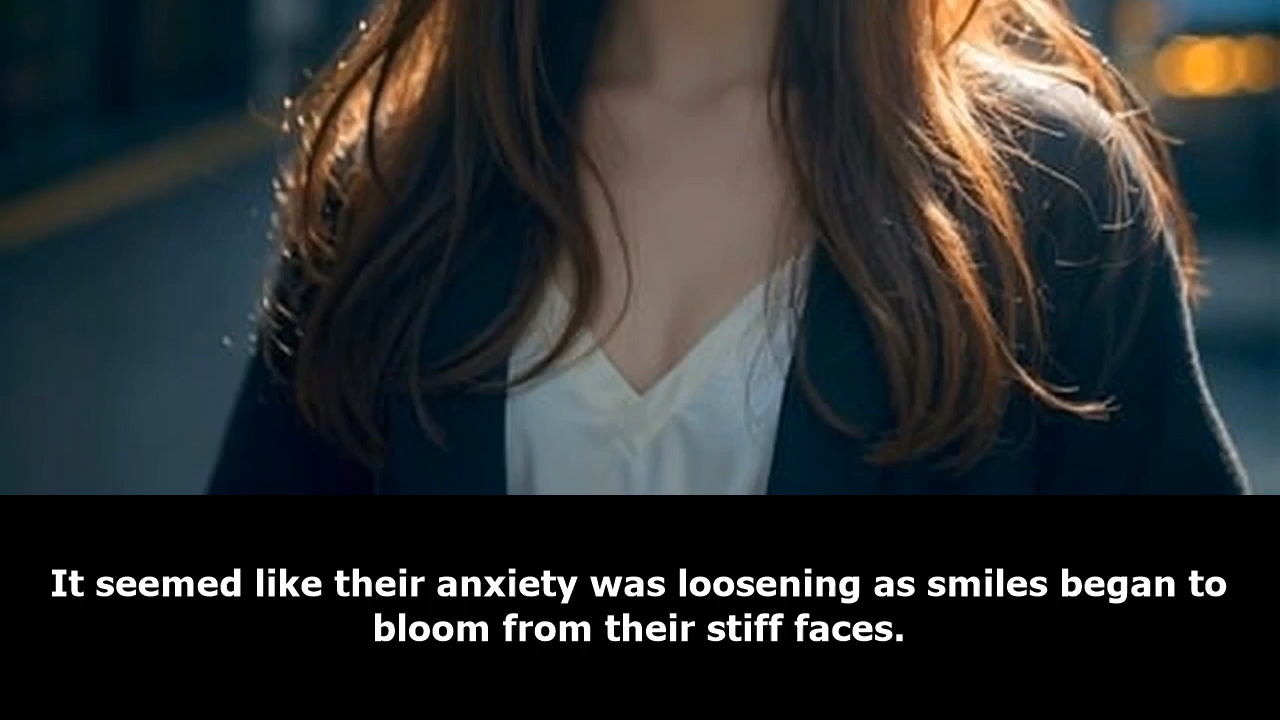 It seemed like their anxiety was loosening as smiles began to
bloom from their stiff faces.